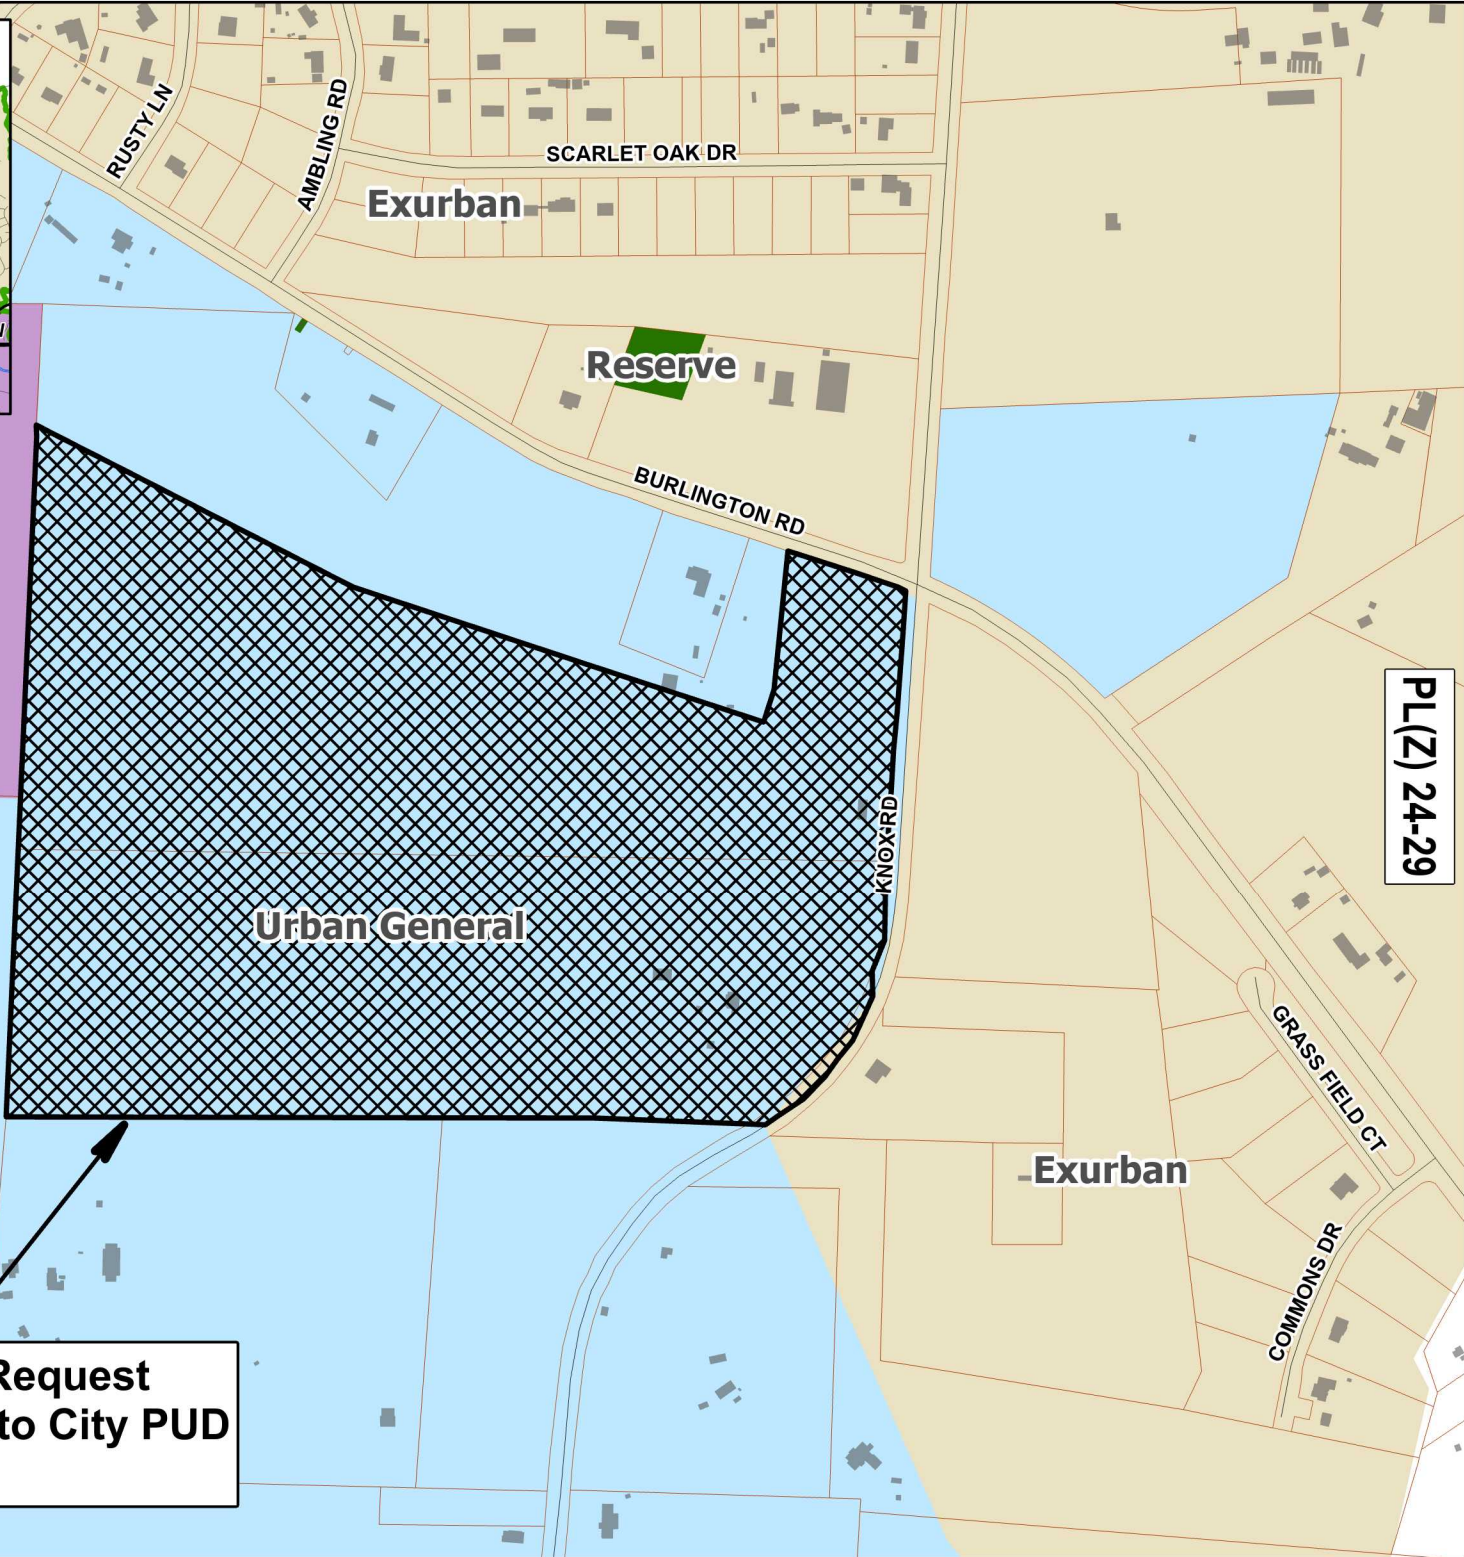 RUSTY LN
AMBLING RD
SCARLET OAK DR
Exurban
Reserve
BURLINGTON RD
PL(Z) 24-29
KNOX RD
Urban General
GRASS FIELD CT
Exurban
COMMONS DR
Request
to City PUD